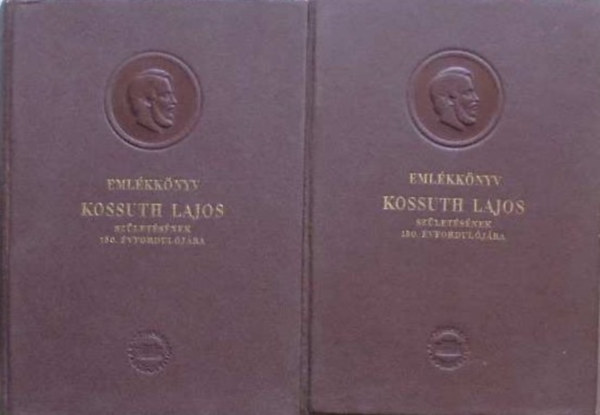 EMLÉKKÖNYV
KOSSUTH LAJOS
SZÜLETÉSÉNEK
150. ÉVFORDULÓJÁRA
EMLÉKKÖNYV
KOSSUTH LAJOS
SZÜLETÉSÉNEK
150. ÉVFORDULÓJÁRA